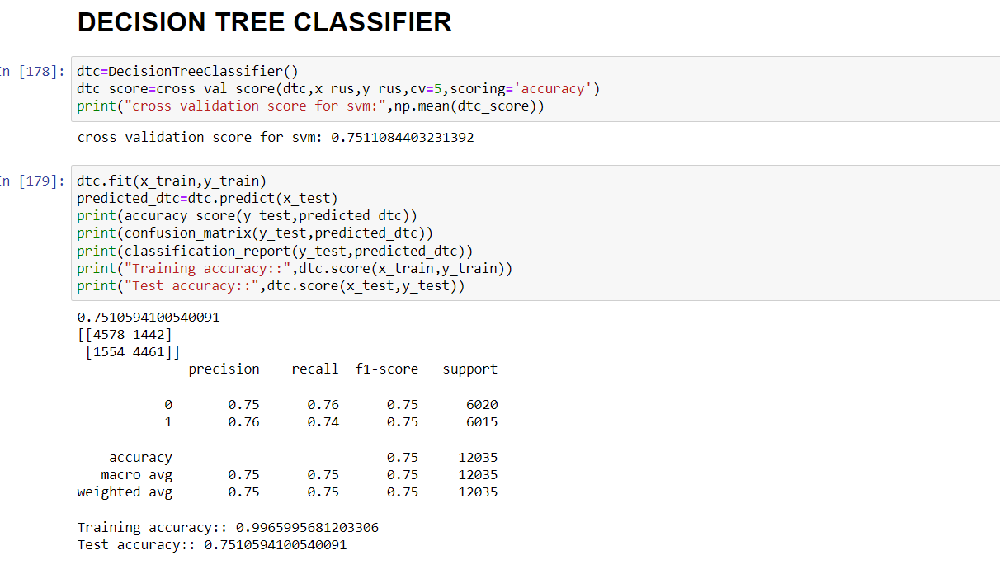 DECISION TREE CLASSIFIER
In [178]:
dtc=DecisionTreeClassifier()
dtc_score=cross_val_score(dtc,x_rus,y_rus,cv=5,scoring='accuracy')
print("cross validation score for svm:",np.mean(dtc_score))
cross validation score for svm: 0.7511084403231392
In [179]:
dtc.fit(x_train,y_train)
predicted_dtc=dtc.predict(x_test)
print(accuracy_score(y_test,predicted_dtc))
print(confusion_matrix(y_test,predicted_dtc))
print(classification_report(y_test,predicted_dtc))
print("Training accuracy::",dtc.score(x_train,y_train))
print("Test accuracy::",dtc.score(x_test,y_test))
0.7510594100540091
[[4578 1442]
[1554 4461]]
precision recall f1-score support
0 0.75 0.76 0.75 6020
1 0.76 0.74 0.75 6015
accuracy 0.75 12035
macro avg 0.75 0.75 0.75 12035
weighted avg 0.75 0.75 0.75 12035
Training accuracy:: 0.9965995681203306
Test accuracy:: 0.7510594100540091